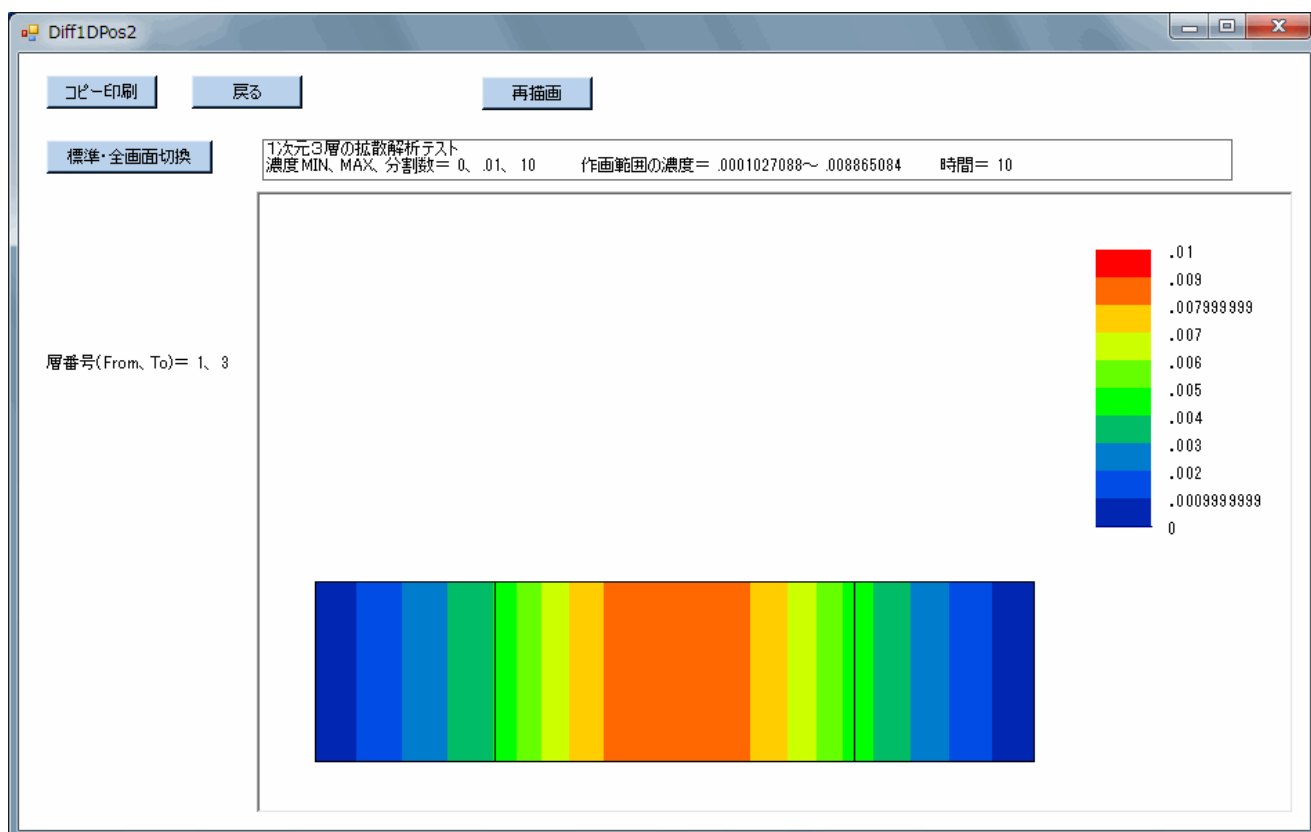 Diff1DPos2
コピー印刷
戻る
再描画
標準・全画面切換
1次元3層の拡散解析テスト
濃度MIN、MAX、分割数= 0、 .01、 10 作画範囲の濃度= .0001027088～ .008865084 時間= 10
層番号(From、To)= 1、 3
.01
.009
.007999999
.007
.006
.005
.004
.003
.002
.0009999999
0